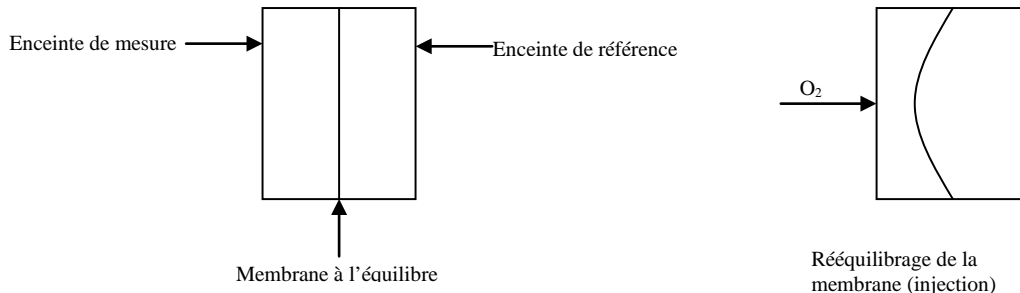 Enceinte de mesure
Enceinte de référence
Membrane à l’équilibre
O₂
Rééquilibrage de la
membrane (injection)